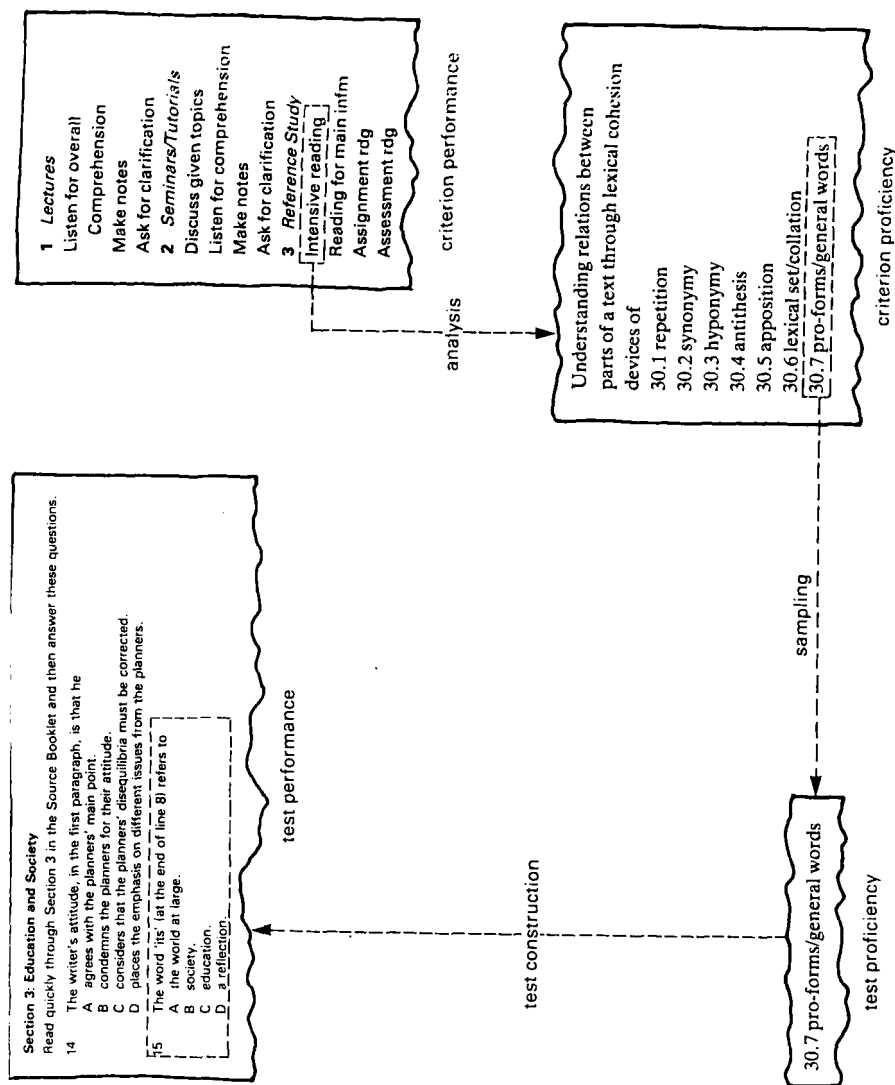 1 Lectures
Listen for overall
Comprehension
Make notes
Ask for clarification
2 Seminars/Tutorials
Discuss given topics
Listen for comprehension
Make notes
Ask for clarification
3 Reference Study
Intensive reading
Reading for main infm
Assignment rdg
Assessment rdg
criterion performance
analysis
Understanding relations between
parts of a text through lexical cohesion
devices of
30.1 repetition
30.2 synonymy
30.3 hyponymy
30.4 antithesis
30.5 apposition
30.6 lexical set/collation
30.7 pro-forms/general words
criterion proficiency
sampling
30.7 pro-forms/general words
test proficiency
test construction
Section 3: Education and Society
Read quickly through Section 3 in the Source Booklet and then answer these questions.
14 The writer's attitude, in the first paragraph, is that he
A agrees with the planners' main point.
B condemns the planners for their attitude.
C considers that the planners' disequilibria must be corrected.
D places the emphasis on different issues from the planners.
15 The word 'its' (at the end of line 8) refers to
A the world at large.
B society.
C education.
D a reflection.
test performance